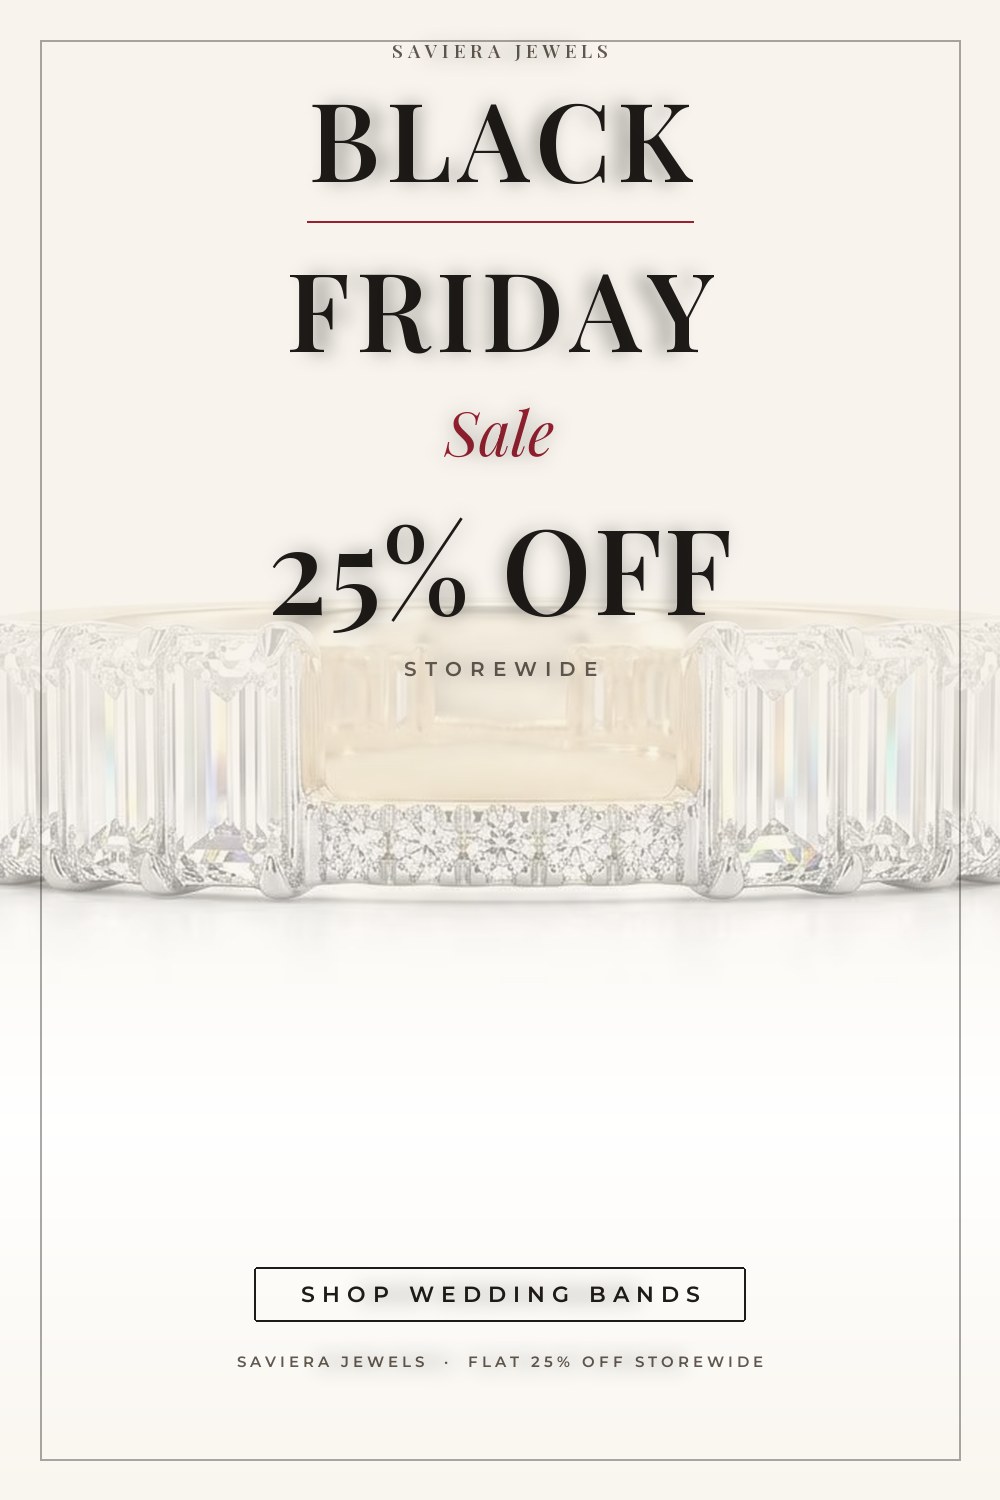 SAVIERA JEWELS
BLACK
FRIDAY
Sale
25% OFF
STOREWIDE
SHOP WEDDING BANDS
SAVIERA JEWELS · FLAT 25% OFF STOREWIDE